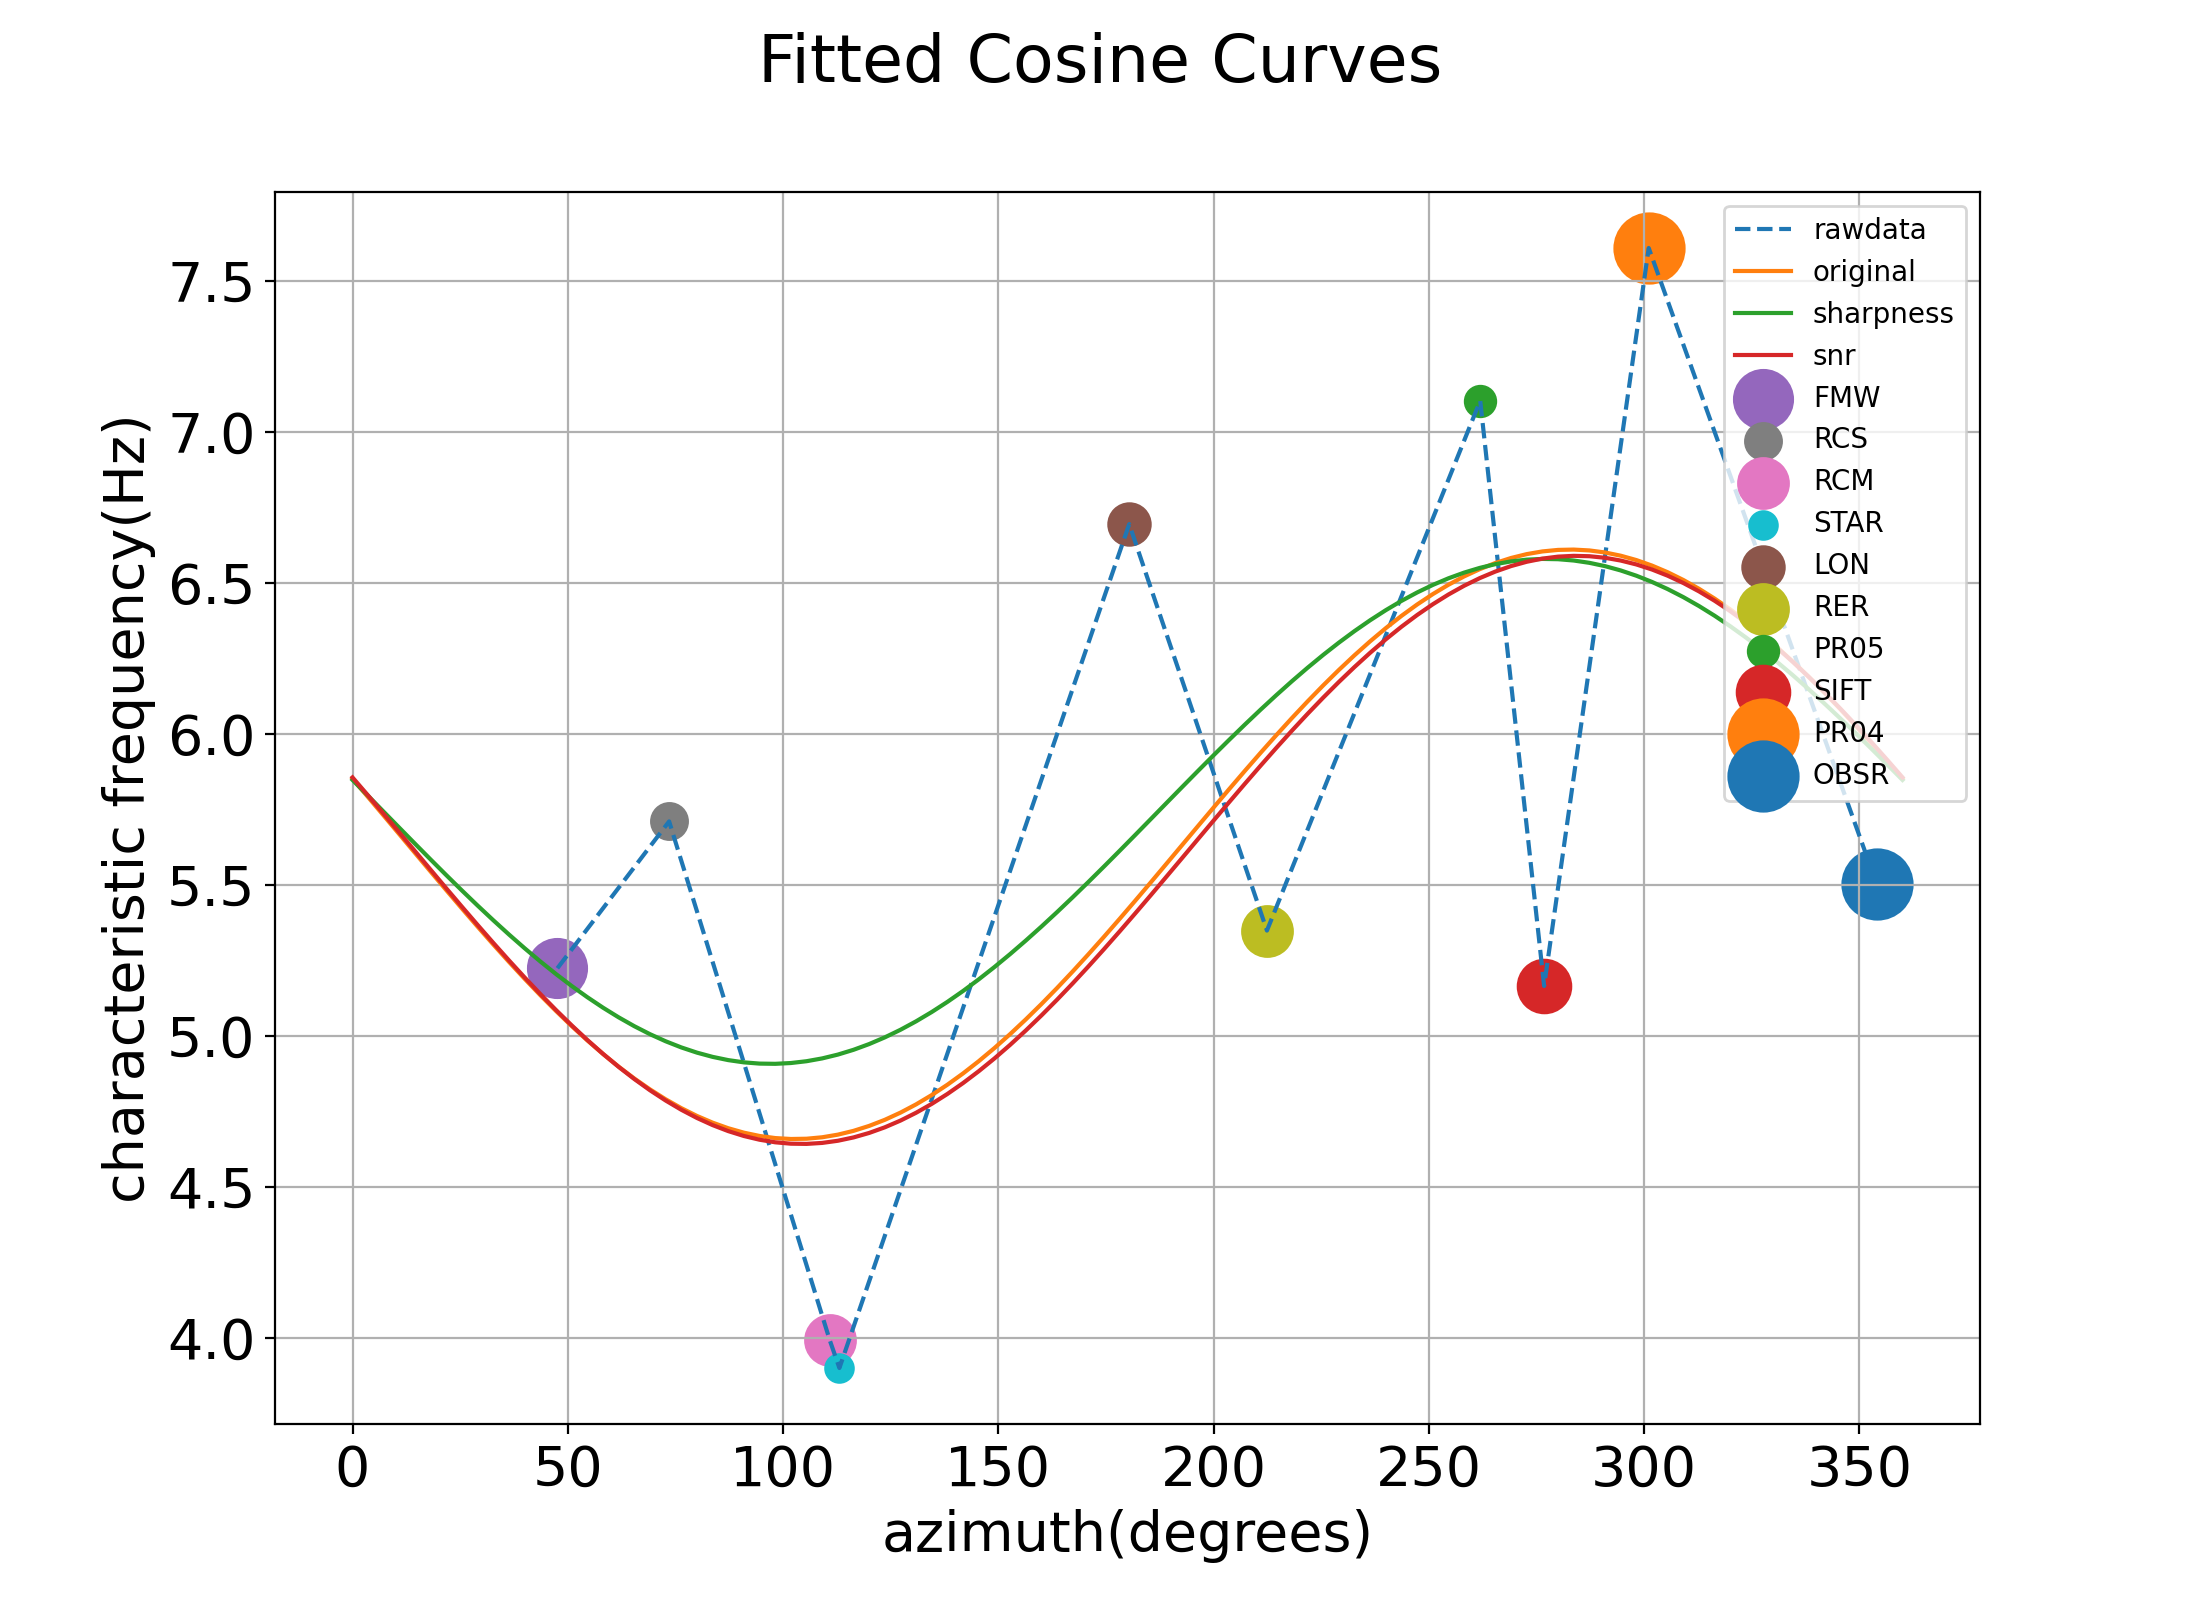 Fitted Cosine Curves
characteristic frequency(Hz)
7.5
7.0
6.5
6.0
5.5
5.0
4.5
4.0
rawdata
original
sharpness
snr
FMW
RCS
RCM
STAR
LON
RER
PR05
SIFT
PR04
OBSR
0 50 100 150 200 250 300 350
azimuth(degrees)